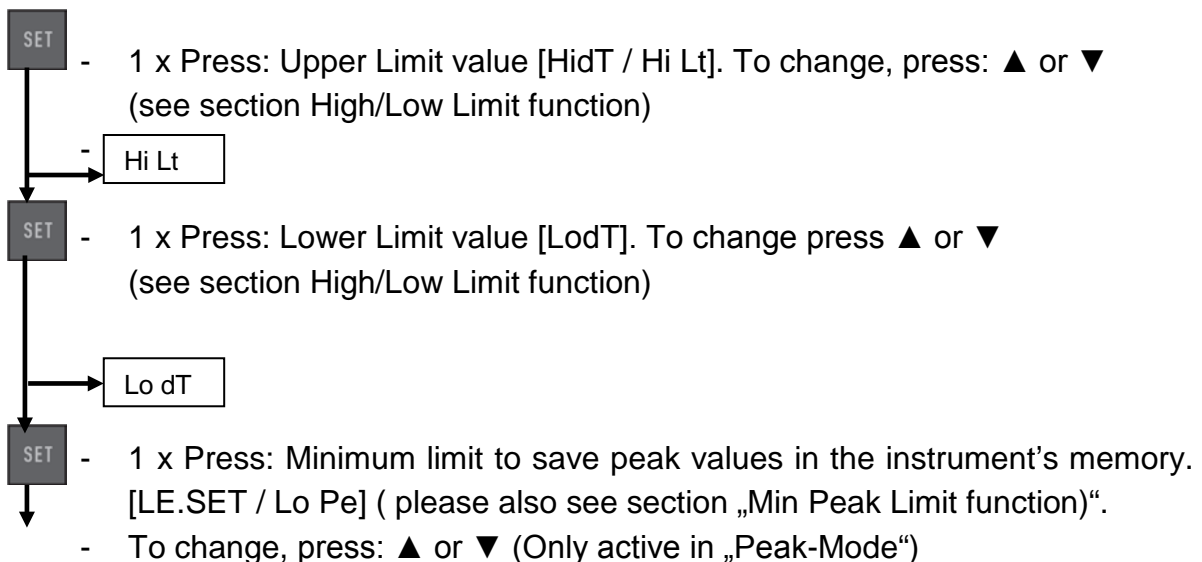 SET
- 1 x Press: Upper Limit value [HidT / Hi Lt]. To change, press: ▲ or ▼
(see section High/Low Limit function)
-
Hi Lt
SET
- 1 x Press: Lower Limit value [LodT]. To change press ▲ or ▼
(see section High/Low Limit function)
Lo dT
SET
- 1 x Press: Minimum limit to save peak values in the instrument’s memory.
[LE.SET / Lo Pe] ( please also see section „Min Peak Limit function)“.
- To change, press: ▲ or ▼ (Only active in „Peak-Mode“)